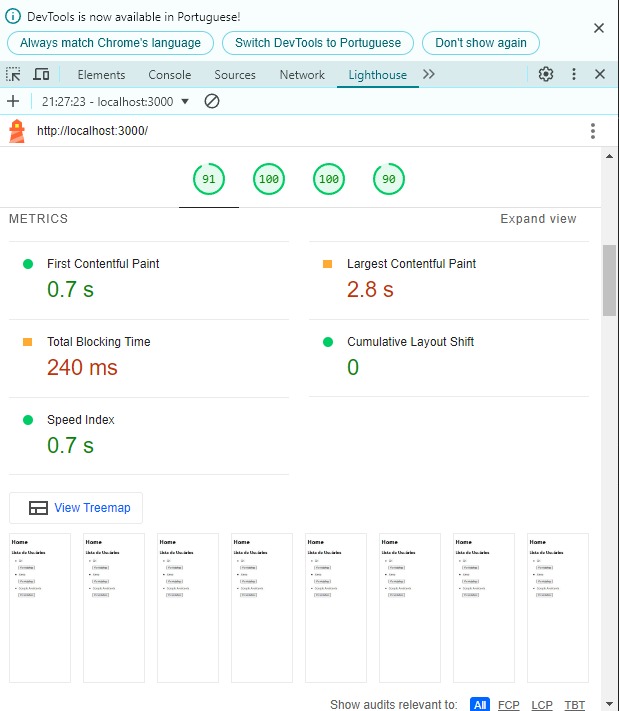 DevTools is now available in Portuguese!
Always match Chrome's language
Switch DevTools to Portuguese
Don't show again
Elements
Console
Sources
Network
Lighthouse
21:27:23 - localhost:3000
http://localhost:3000/
91
100
100
90
METRICS
Expand view
First Contentful Paint
0.7 s
Largest Contentful Paint
2.8 s
Total Blocking Time
240 ms
Cumulative Layout Shift
0
Speed Index
0.7 s
View Treemap
Home
Lista de Usuários
Home
Lista de Usuários
Home
Lista de Usuários
Home
Lista de Usuários
Home
Lista de Usuários
Home
Lista de Usuários
Home
Lista de Usuários
Home
Lista de Usuários
Show audits relevant to:
All
FCP
LCP
TBT